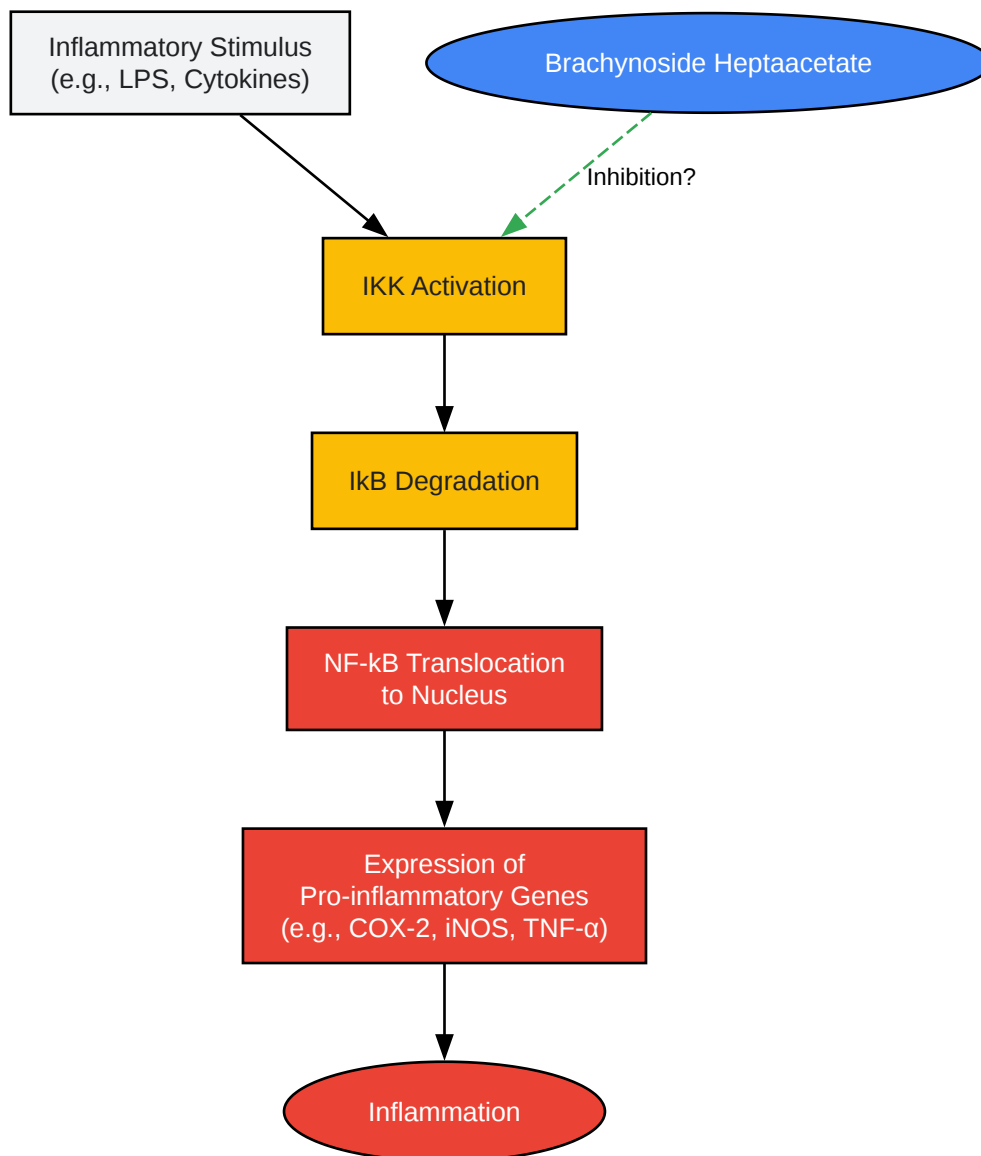 Inflammatory Stimulus
(e.g., LPS, Cytokines)
Brachynoside Heptaacetate
Inhibition?
IKK Activation
IkB Degradation
NF-kB Translocation
to Nucleus
Expression of
Pro-inflammatory Genes
(e.g., COX-2, iNOS, TNF-α)
Inflammation